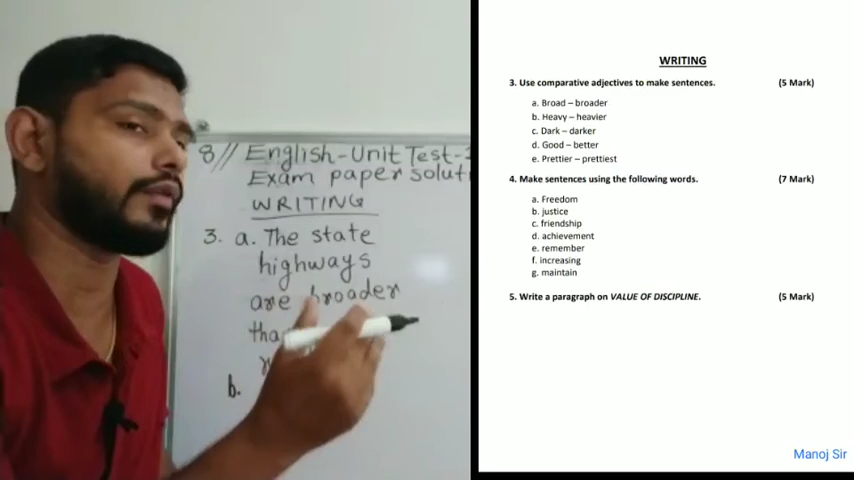 8// English-Unit Test-
Exam paper solut
WRITING
3. a. The state
highways
are broader
b.
WRITING
3. Use comparative adjectives to make sentences. (5 Mark)
a. Broad – broader
b. Heavy – heavier
c. Dark – darker
d. Good – better
e. Prettier – prettiest
4. Make sentences using the following words. (7 Mark)
a. Freedom
b. justice
c. friendship
d. achievement
e. remember
f. increasing
g. maintain
5. Write a paragraph on VALUE OF DISCIPLINE. (5 Mark)
Manoj Sir